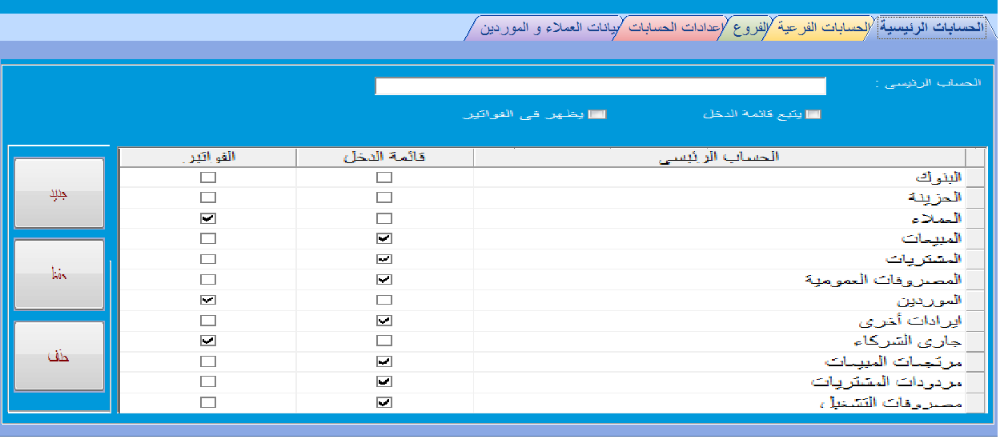 الحسابات الرئيسية الحسابات الفرعية الفروع إعدادات الحسابات بيانات العملاء و الموردين
الحساب الرئيسى :
يتبع قائمة الدخل يظهر فى الفواتير
الحساب الرئيسى قائمة الدخل الفواتير
البنوك
الخزينة
العملاء
المبيعات
المشتريات
المصروفات العمومية
الموردين
ايرادات أخرى
جارى الشركاء
مرتجعات المبيعات
مردودات المشتريات
مصروفات التشغيل
جديد
حفظ
حذف